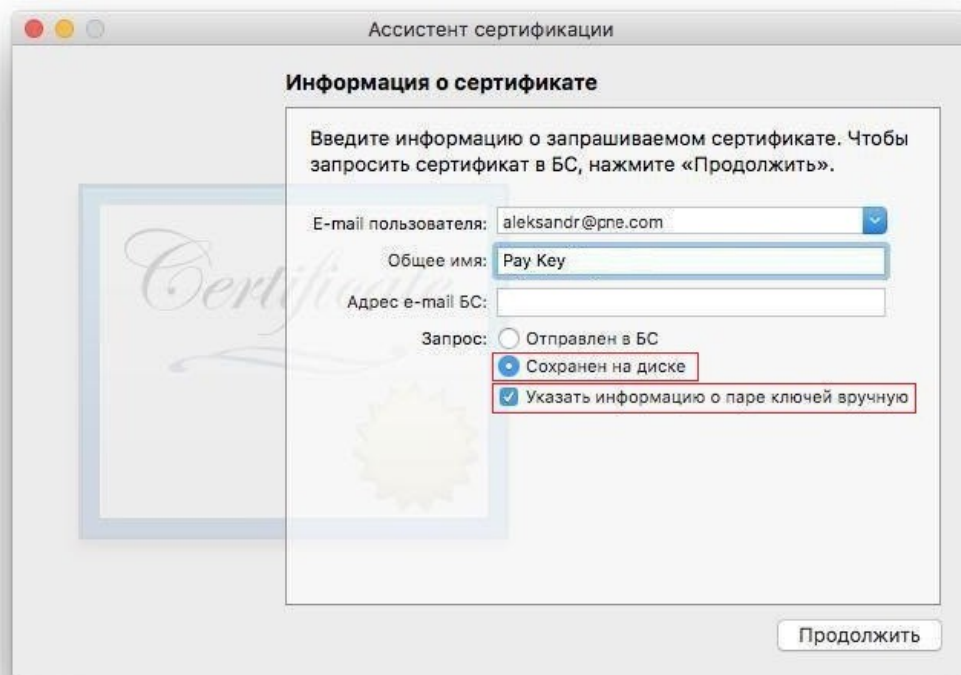 Ассистент сертификации
Информация о сертификате
Введите информацию о запрашиваемом сертификате. Чтобы
запросить сертификат в БС, нажмите «Продолжить».
E-mail пользователя: aleksandr@pne.com
Общее имя: Pay Key
Адрес e-mail БС:
Запрос: Отправлен в БС
Сохранен на диске
Указать информацию о паре ключей вручную
Certificate
Продолжить